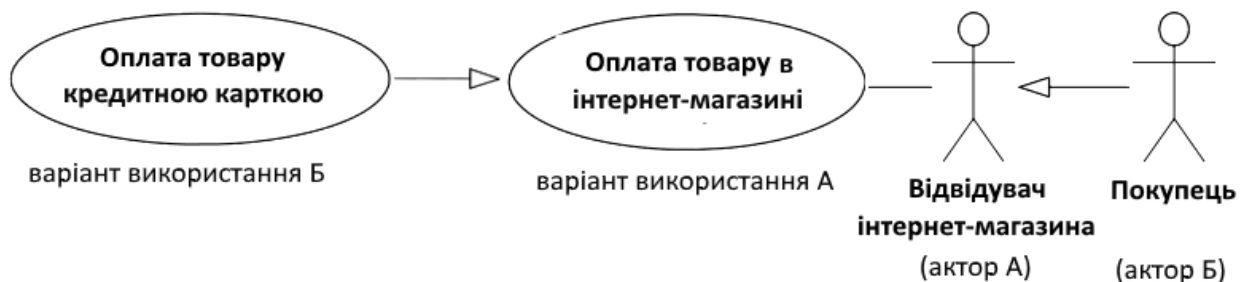 Оплата товару
кредитною карткою
варіант використання Б
Оплата товару в
інтернет-магазині
варіант використання А
Відвідувач
інтернет-магазина
(актор А)
Покупець
(актор Б)